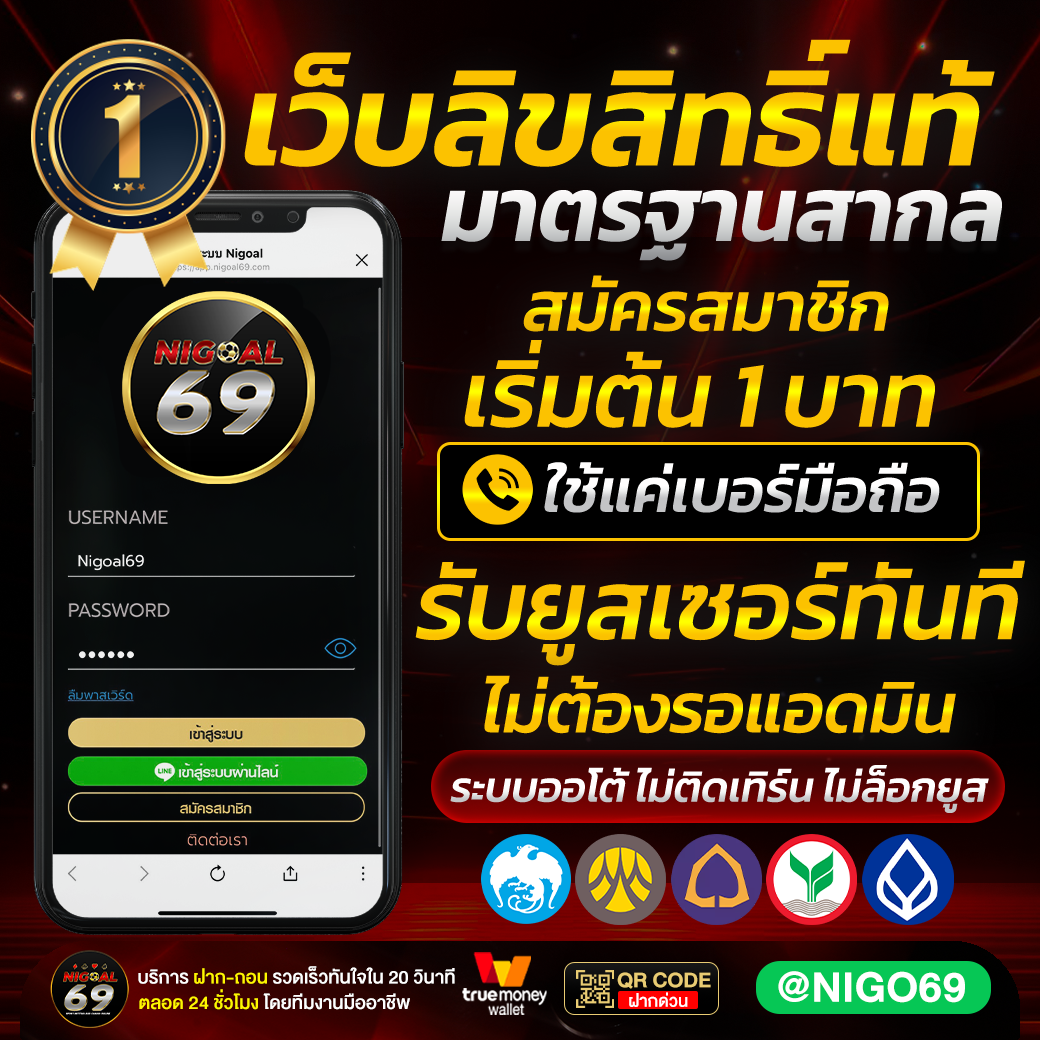 1
เว็บลิขสิทธิ์แท้
มาตรฐานสากล
สมัครสมาชิก
เริ่มต้น 1 บาท
ใช้แค่เบอร์มือถือ
รับยูสเซอร์ทันที
ไม่ต้องรอแอดมิน
ระบบออโต้ ไม่ติดเทิร์น ไม่ล็อกยูส
ระบบ Nigoal
ps://app.nigoal69.com
NIGOAL
69
USERNAME
Nigoal69
PASSWORD
ลืมพาสเวิร์ด
เข้าสู่ระบบ
LINE เข้าสู่ระบบผ่านไลน์
สมัครสมาชิก
ติดต่อเรา
NIGOAL
69
บริการ ฝาก-ถอน รวดเร็วทันใจใน 20 วินาที
ตลอด 24 ชั่วโมง โดยทีมงานมืออาชีพ
truemoney
wallet
QR CODE
ฝากด่วน
@NIGO69